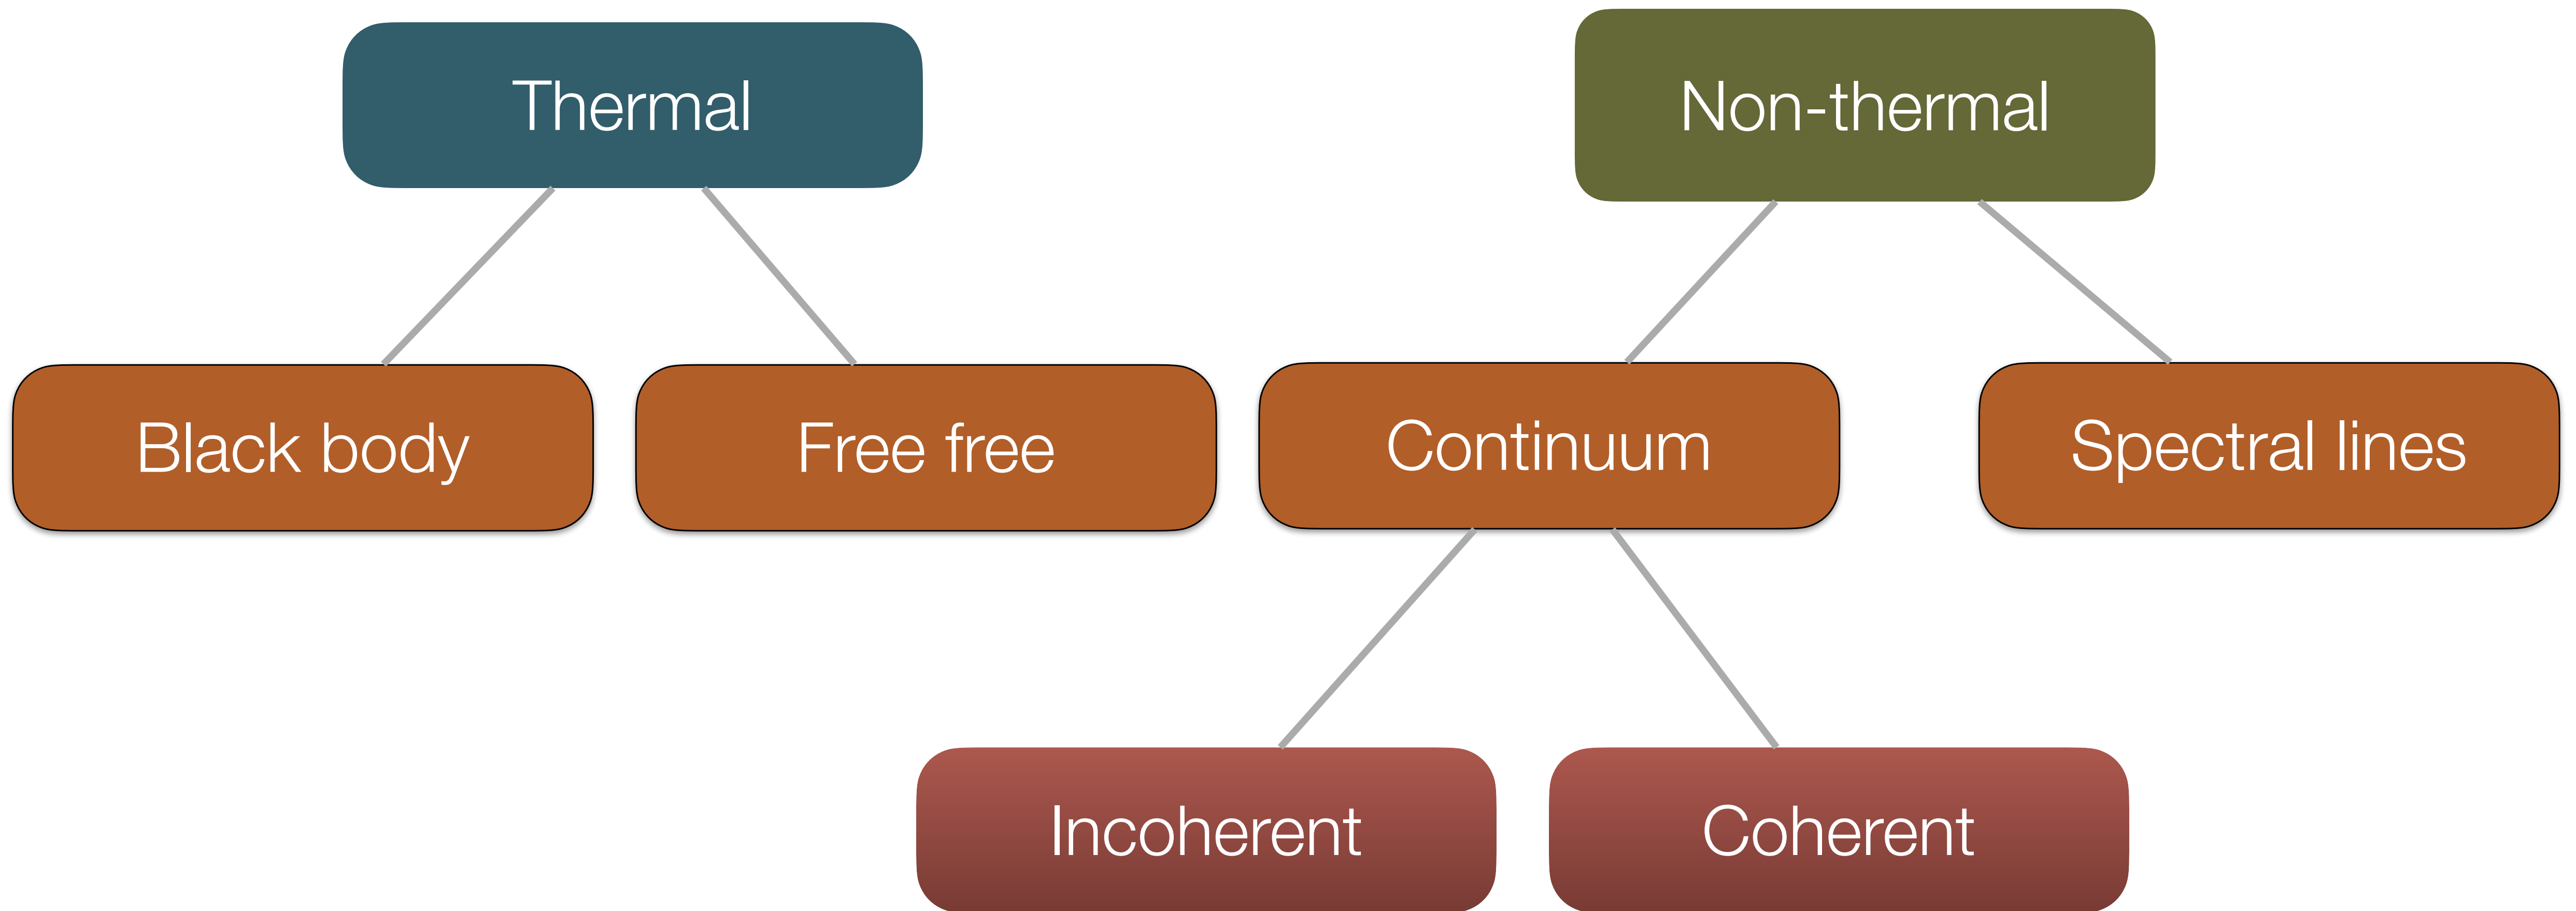 Thermal
Non-thermal
Black body
Free free
Continuum
Spectral lines
Incoherent
Coherent